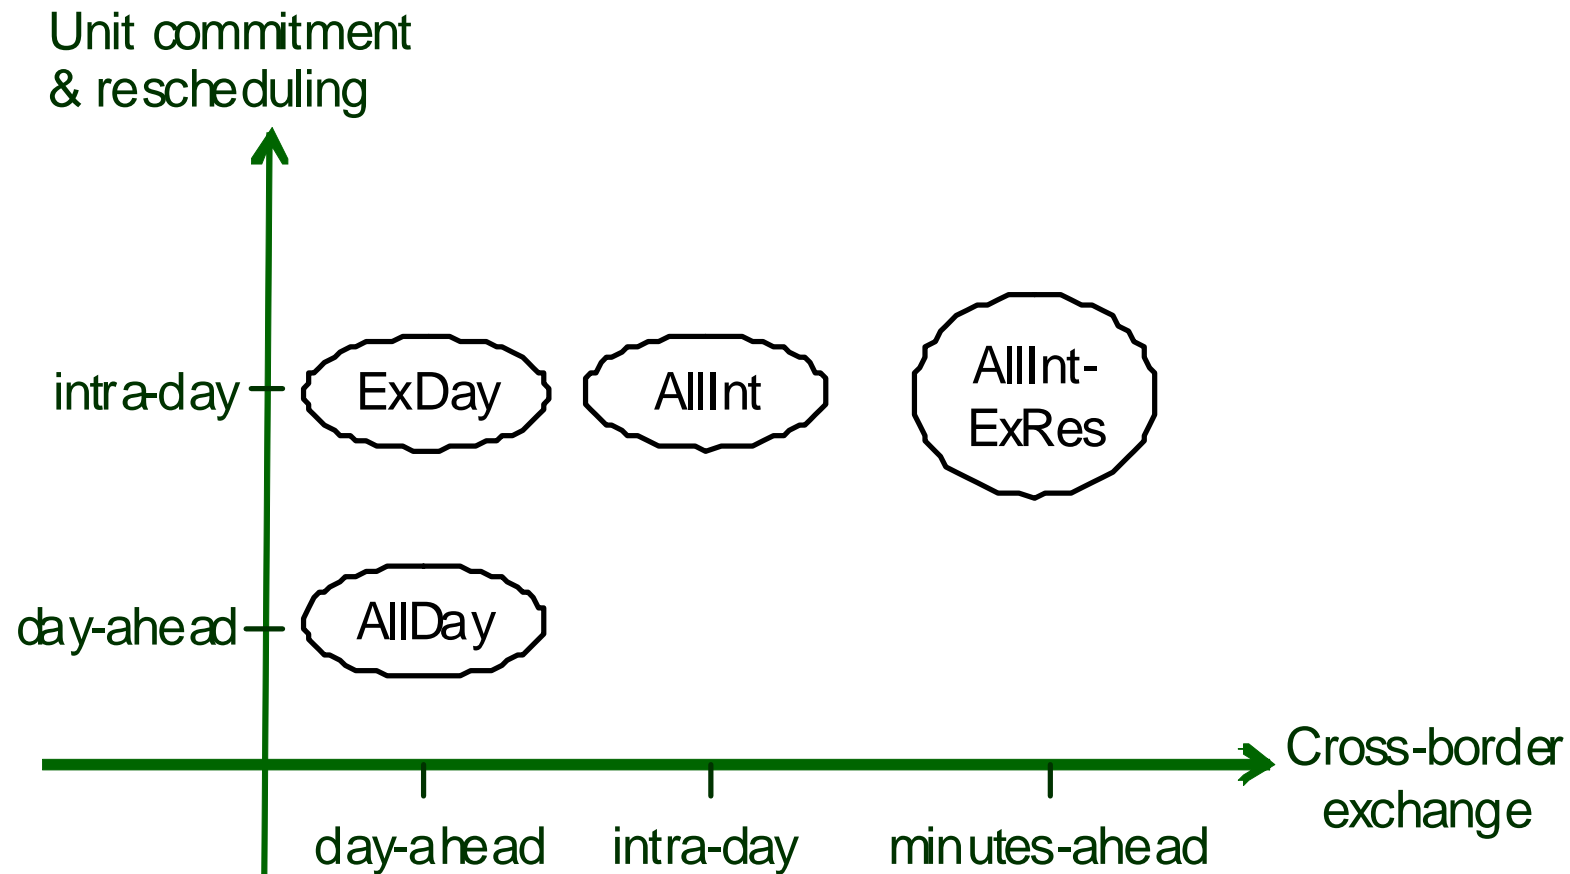 Unit commitment
& rescheduling
intra-day
ExDay
AllInt
AllInt-
ExRes
day-ahead
AllDay
Cross-border
exchange
day-ahead
intra-day
minutes-ahead